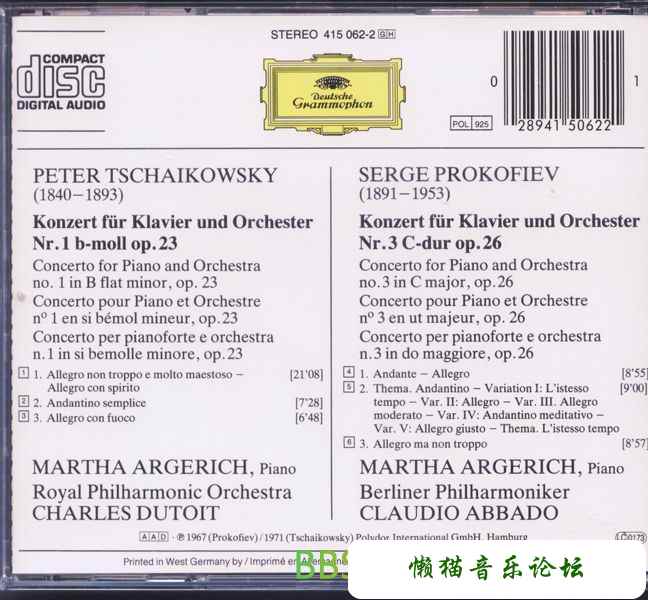 COMPACT
disc
DIGITAL AUDIO
STEREO 415 062-2 GH
Deutsche
Grammophon
POL 925
0
1
28941 50622
PETER TSCHAIKOWSKY
(1840–1893)
Konzert für Klavier und Orchester
Nr. 1 b-moll op. 23
Concerto for Piano and Orchestra
no. 1 in B flat minor, op. 23
Concerto pour Piano et Orchestre
nº 1 en si bémol mineur, op. 23
Concerto per pianoforte e orchestra
n. 1 in si bemolle minore, op. 23
1 1. Allegro non troppo e molto maestoso –
Allegro con spirito [21'08]
2 2. Andantino semplice [7'28]
3 3. Allegro con fuoco [6'48]
MARTHA ARGERICH, Piano
Royal Philharmonic Orchestra
CHARLES DUTOIT
SERGE PROKOFIEV
(1891–1953)
Konzert für Klavier und Orchester
Nr. 3 C-dur op. 26
Concerto for Piano and Orchestra
no. 3 in C major, op. 26
Concerto pour Piano et Orchestre
nº 3 en ut majeur, op. 26
Concerto per pianoforte e orchestra
n. 3 in do maggiore, op. 26
4 1. Andante – Allegro [8'55]
5 2. Thema. Andantino – Variation I: L'istesso [9'00]
tempo – Var. II: Allegro – Var. III. Allegro
moderato – Var. IV: Andantino meditativo –
Var. V: Allegro giusto – Thema. L'istesso tempo
6 3. Allegro ma non troppo [8'57]
MARTHA ARGERICH, Piano
Berliner Philharmoniker
CLAUDIO ABBADO
AAD · ℗ 1967 (Prokofiev) / 1971 (Tschaikowsky) Polydor International GmbH, Hamburg
LC 0173
Printed in West Germany by / Imprimé en
BBS
懒猫音乐论坛